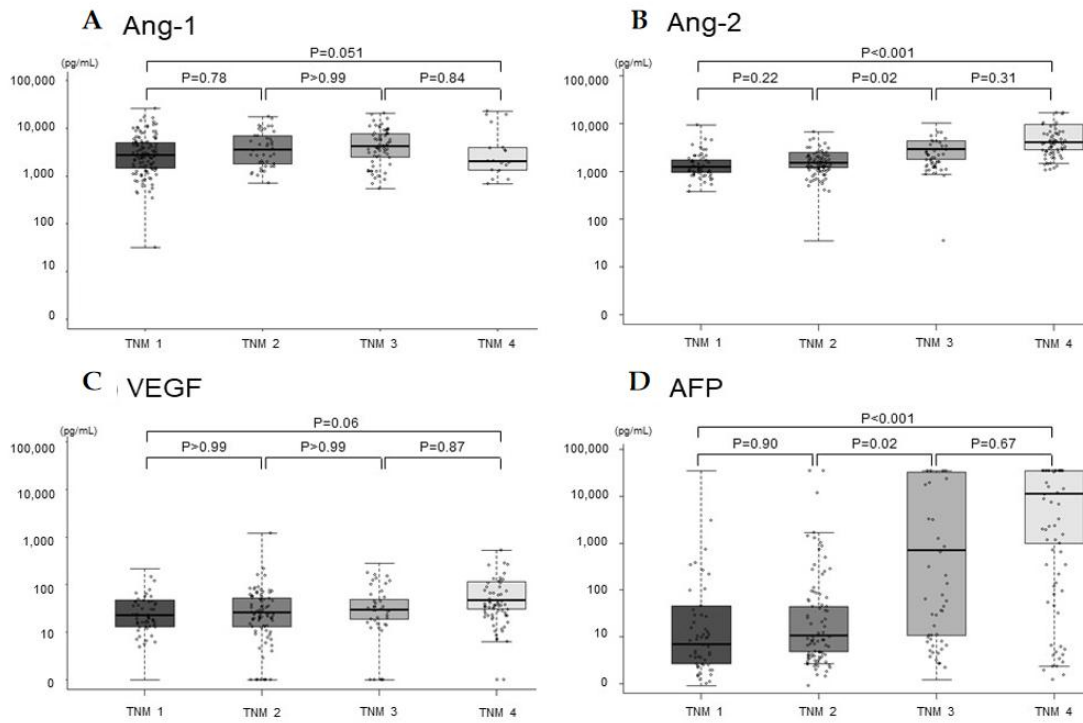 A Ang-1
(pg/mL)
P=0.051
P=0.78 P>0.99 P=0.84
100,000
10,000
1,000
100
10
0
TNM 1 TNM 2 TNM 3 TNM 4
B Ang-2
(pg/mL)
P<0.001
P=0.22 P=0.02 P=0.31
100,000
10,000
1,000
100
10
0
TNM 1 TNM 2 TNM 3 TNM 4
C VEGF
(pg/mL)
P=0.06
P>0.99 P>0.99 P=0.87
100,000
10,000
1,000
100
10
0
TNM 1 TNM 2 TNM 3 TNM 4
D AFP
(pg/mL)
P<0.001
P=0.90 P=0.02 P=0.67
100,000
10,000
1,000
100
10
0
TNM 1 TNM 2 TNM 3 TNM 4